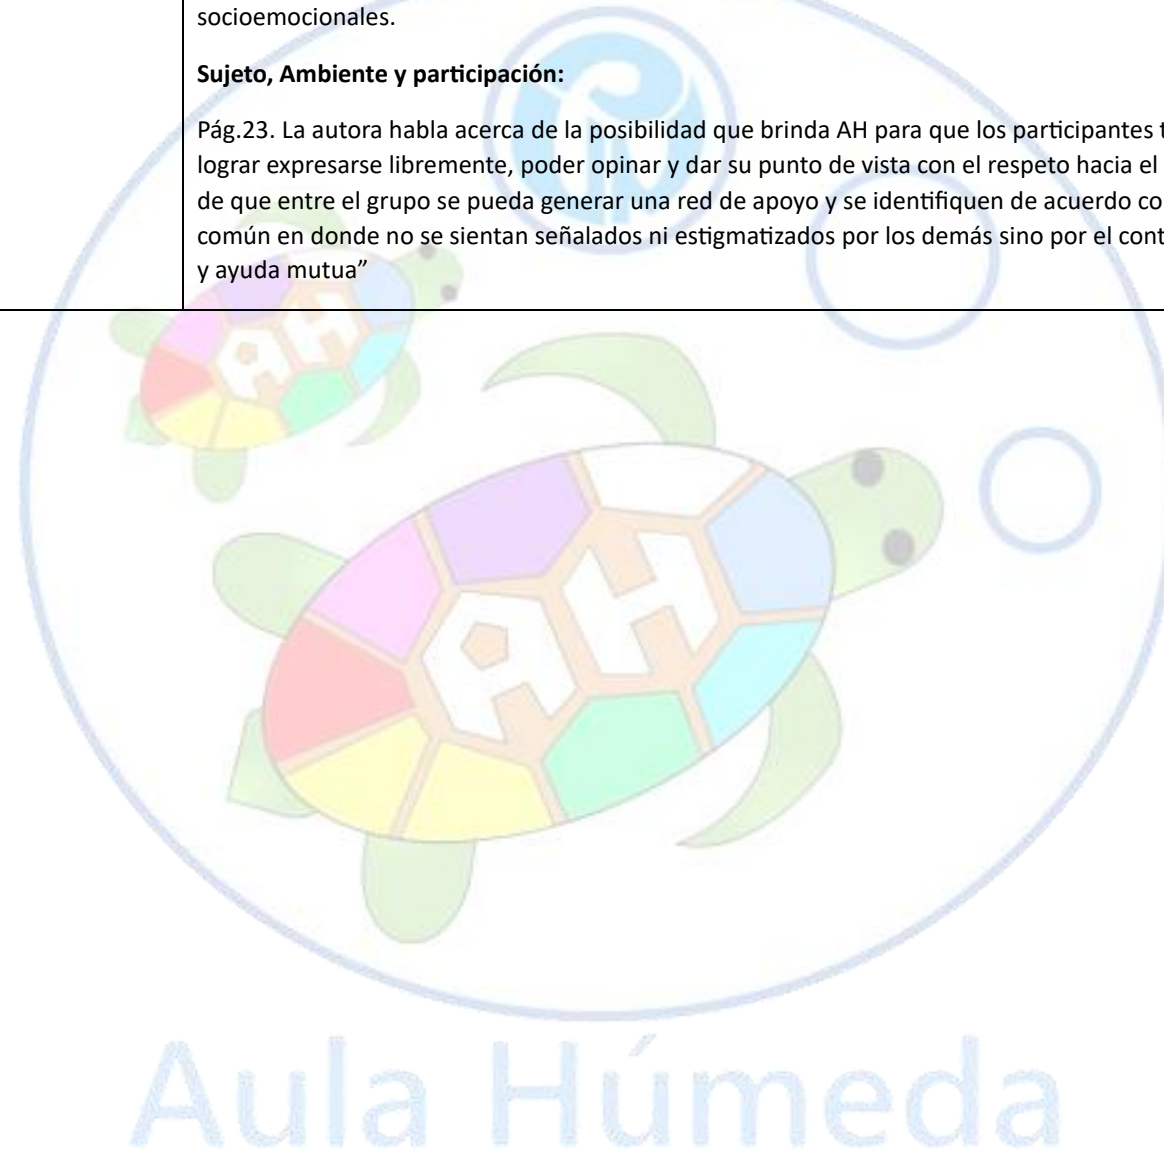 socioemocionales.
Sujeto, Ambiente y participación:
Pág.23. La autora habla acerca de la posibilidad que brinda AH para que los participantes
lograr expresarse libremente, poder opinar y dar su punto de vista con el respeto hacia el
de que entre el grupo se pueda generar una red de apoyo y se identifiquen de acuerdo
común en donde no se sientan señalados ni estigmatizados por los demás sino por el
y ayuda mutua”
AH
AH
Aula Húmeda